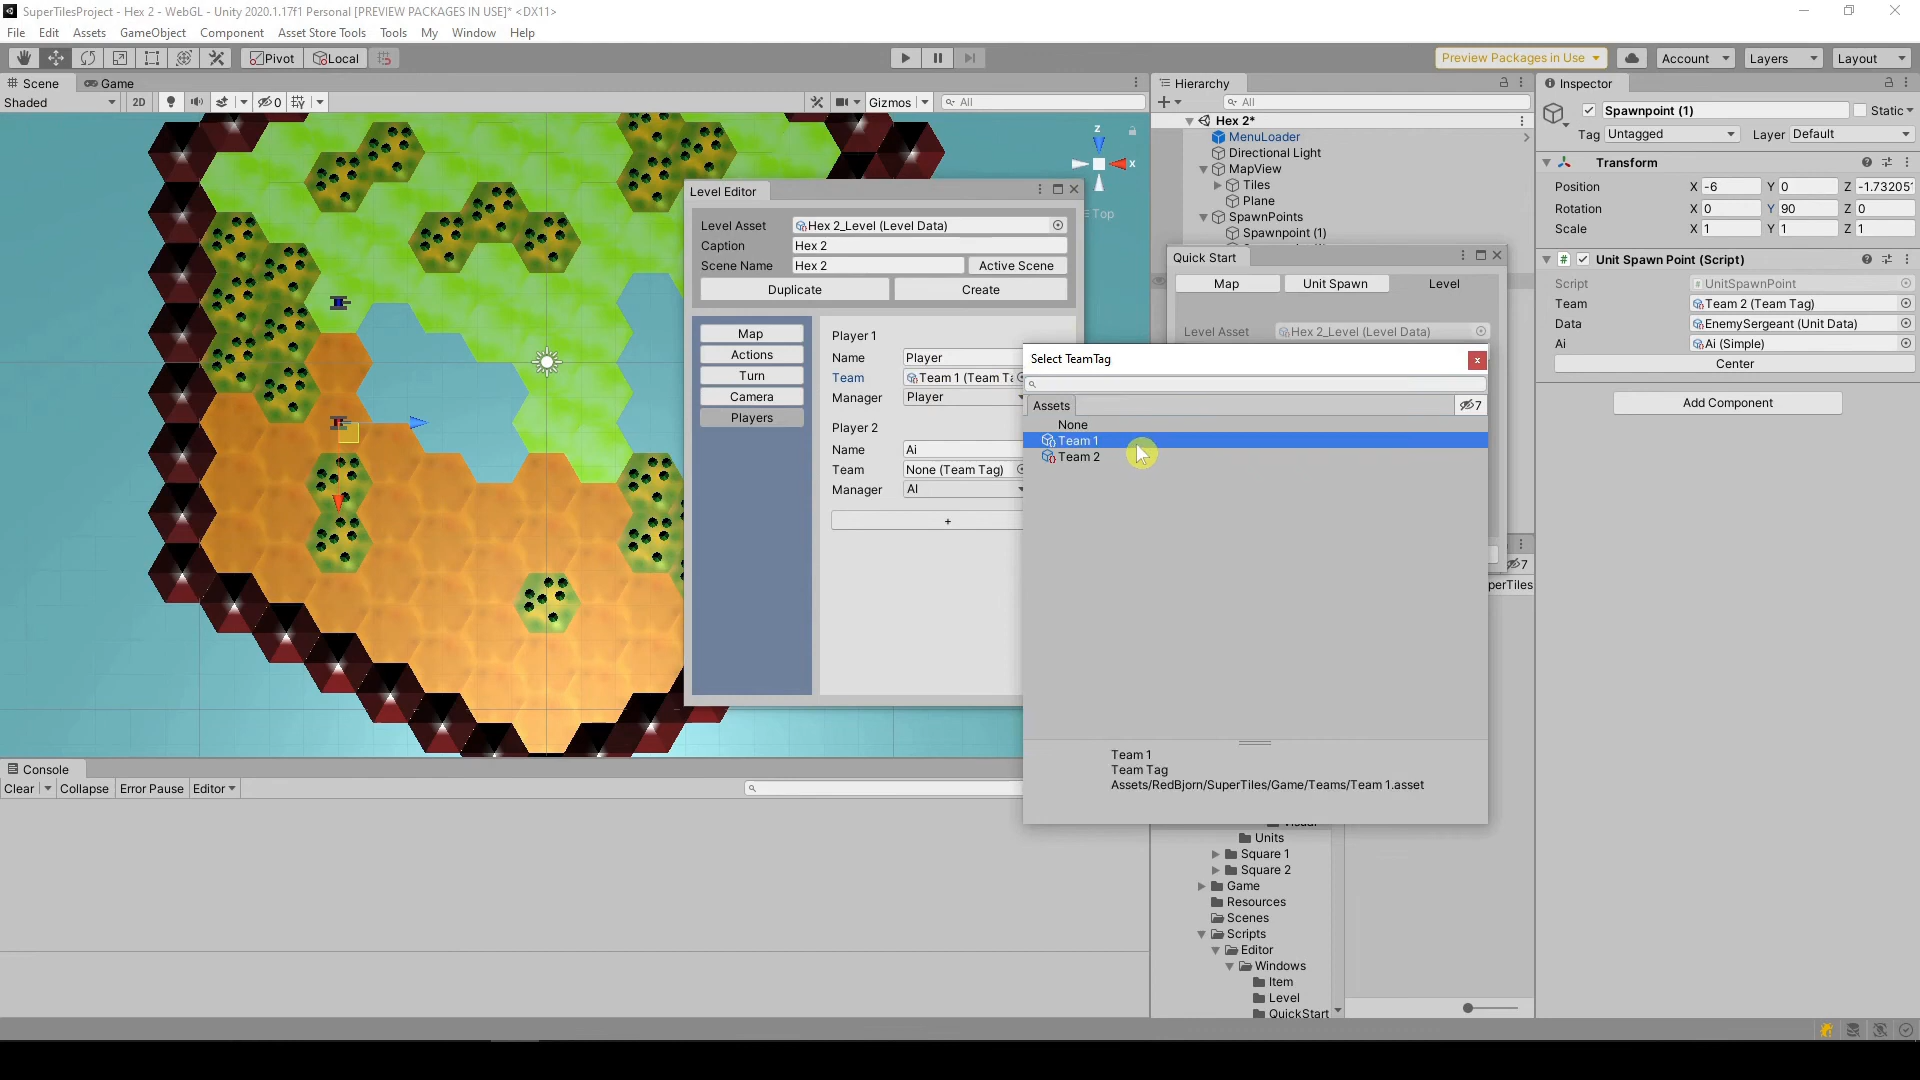 SuperTilesProject - Hex 2 - WebGL - Unity 2020.1.17f1 Personal [PREVIEW PACKAGES IN USE]* <DX11>
File Edit Assets GameObject Component Asset Store Tools Tools My Window Help
Pivot Local Preview Packages in Use Account Layers Layout
Scene Game
Shaded 2D 0 Gizmos All
z
x
Top
Level Editor
Level Asset Hex 2_Level (Level Data)
Caption Hex 2
Scene Name Hex 2 Active Scene
Duplicate Create
Map
Actions
Turn
Camera
Players
Player 1
Name Player
Team Team 1 (Team Ta
Manager Player
Player 2
Name Ai
Team None (Team Tag)
Manager AI
+
Hierarchy
All
Hex 2*
MenuLoader
Directional Light
MapView
Tiles
Plane
SpawnPoints
Spawnpoint (1)
Quick Start
Map Unit Spawn Level
Level Asset Hex 2_Level (Level Data)
Select TeamTag
x
Assets 7
None
Team 1
Team 2
Team 1
Team Tag
Assets/RedBjorn/SuperTiles/Game/Teams/Team 1.asset
7
perTiles
Units
Square 1
Square 2
Game
Resources
Scenes
Scripts
Editor
Windows
Item
Level
QuickStart
Inspector
Spawnpoint (1) Static
Tag Untagged Layer Default
Transform
Position X -6 Y 0 Z -1.73205
Rotation X 0 Y 90 Z 0
Scale X 1 Y 1 Z 1
# Unit Spawn Point (Script)
Script # UnitSpawnPoint
Team Team 2 (Team Tag)
Data EnemySergeant (Unit Data)
Ai Ai (Simple)
Center
Add Component
Console
Clear Collapse Error Pause Editor